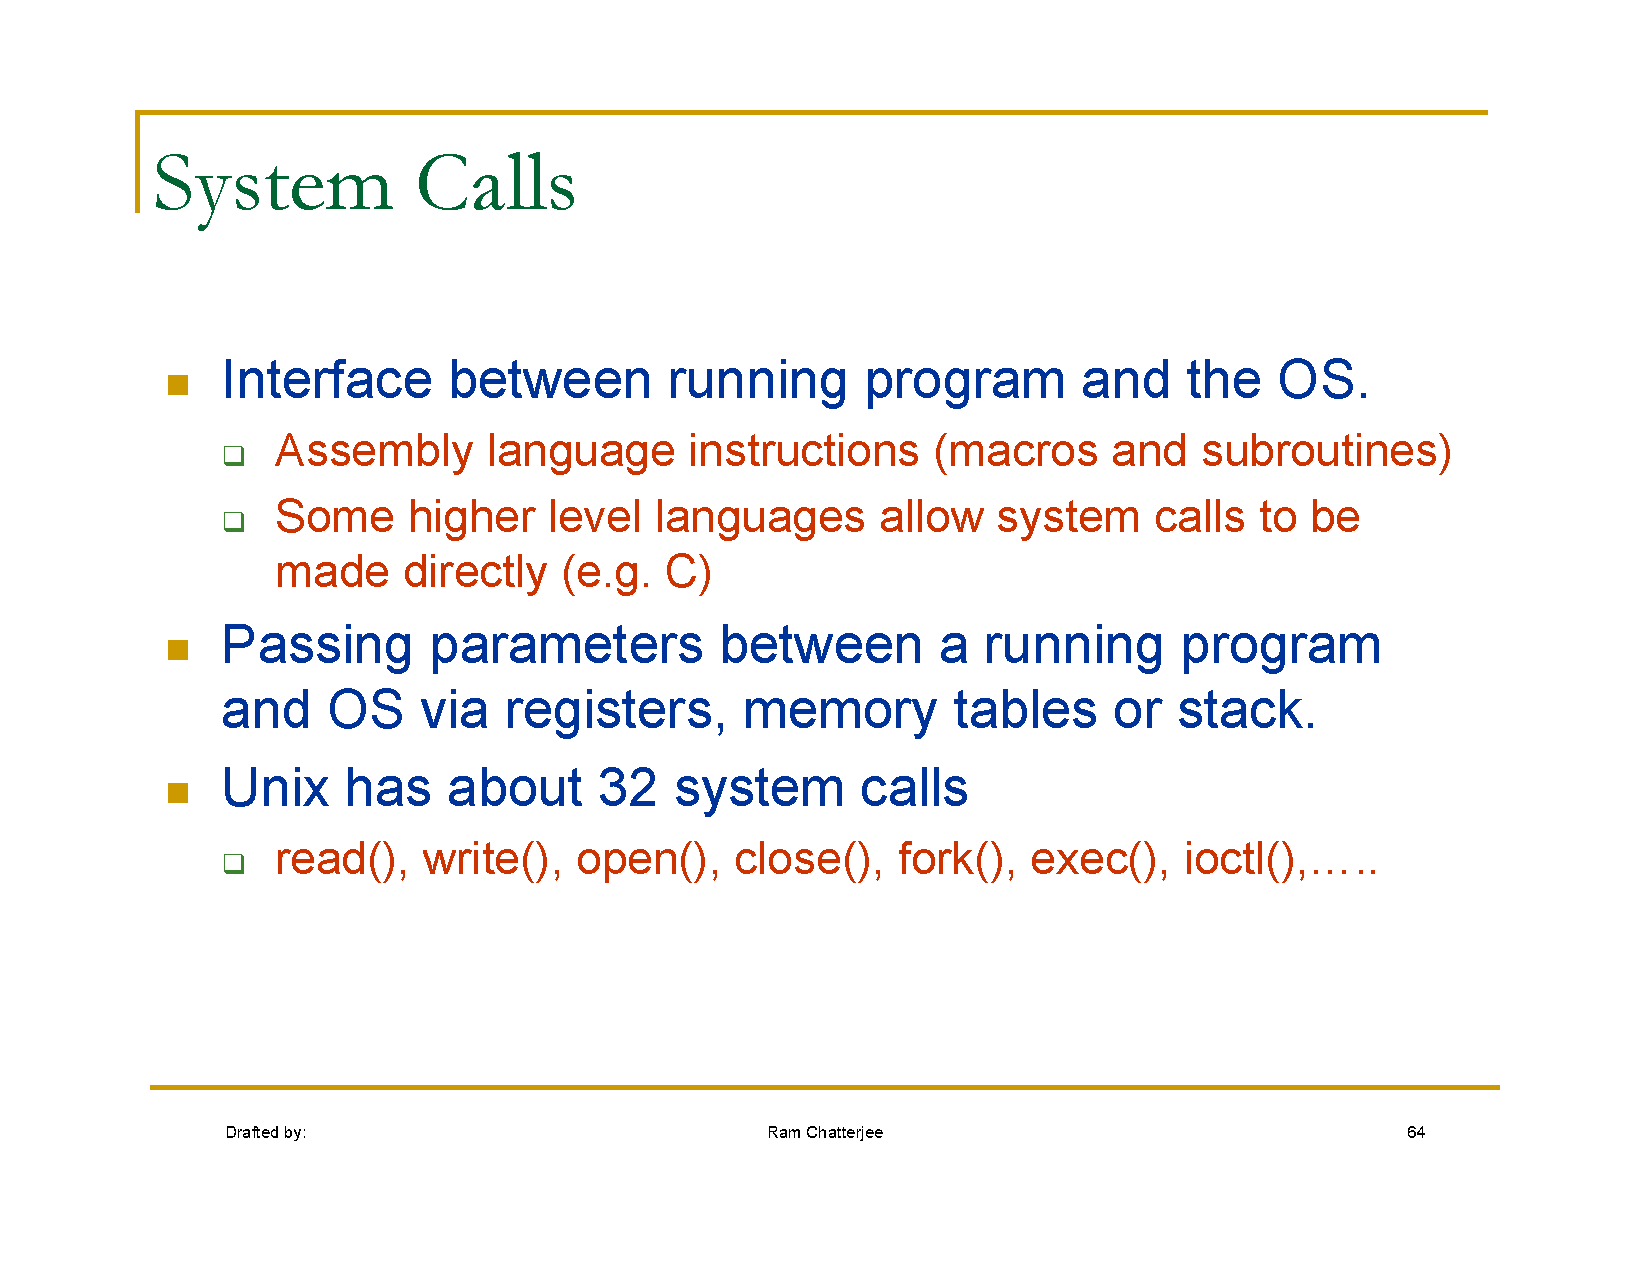 System Calls
Interface between running program and the OS.
Assembly language instructions (macros and subroutines)
Some higher level languages allow system calls to be
made directly (e.g. C)
Passing parameters between a running program
and OS via registers, memory tables or stack.
Unix has about 32 system calls
read(), write(), open(), close(), fork(), exec(), ioctl(),…..
Drafted by: Ram Chatterjee 64